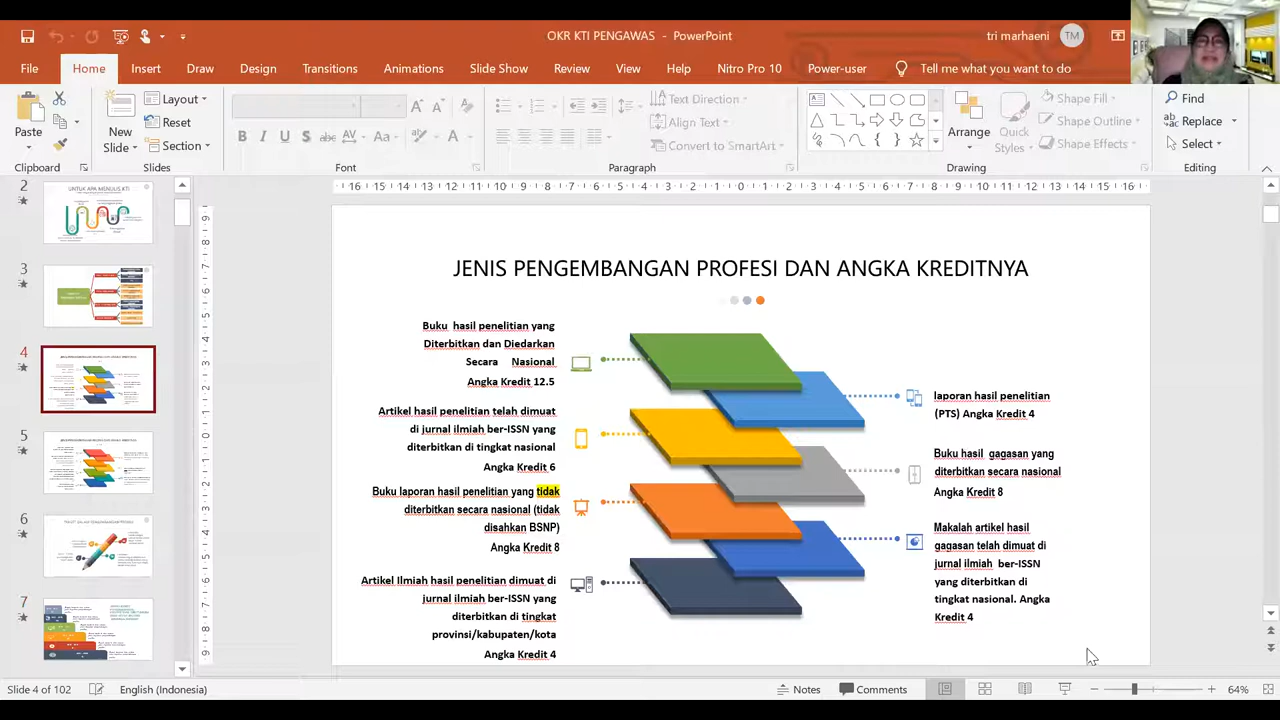 OKR KTI PENGAWAS - PowerPoint
tri marhaeni
TM
File
Home
Insert
Draw
Design
Transitions
Animations
Slide Show
Review
View
Help
Nitro Pro 10
Power-user
Tell me what you want to do
Paste
New
Slide
Layout
Reset
Section
Text Direction
Align Text
Convert to SmartArt
Arrange
Quick
Styles
Shape Fill
Shape Outline
Shape Effects
Find
Replace
Select
Clipboard
Slides
Font
Paragraph
Drawing
Editing
2
UNTUK APA MENULIS KTI
3
4
5
6
7
JENIS PENGEMBANGAN PROFESI DAN ANGKA KREDITNYA
Buku hasil penelitian yang
Diterbitkan dan Diedarkan
Secara Nasional
Angka Kredit 12.5
Artikel hasil penelitian telah dimuat
di jurnal ilmiah ber-ISSN yang
diterbitkan di tingkat nasional
Angka Kredit 6
Buku laporan hasil penelitian yang tidak
diterbitkan secara nasional (tidak
disahkan BSNP)
Angka Kredit 8
Artikel Ilmiah hasil penelitian dimuat di
jurnal ilmiah ber-ISSN yang
diterbitkan di tingkat
provinsi/kabupaten/kota
Angka Kredit 4
laporan hasil penelitian
(PTS) Angka Kredit 4
Buku hasil gagasan yang
diterbitkan secara nasional
Angka Kredit 8
Makalah artikel hasil
gagasan telah dimuat di
jurnal ilmiah ber-ISSN
yang diterbitkan di
tingkat nasional. Angka
Kredit 4
Slide 4 of 102
English (Indonesia)
Notes
Comments
64%